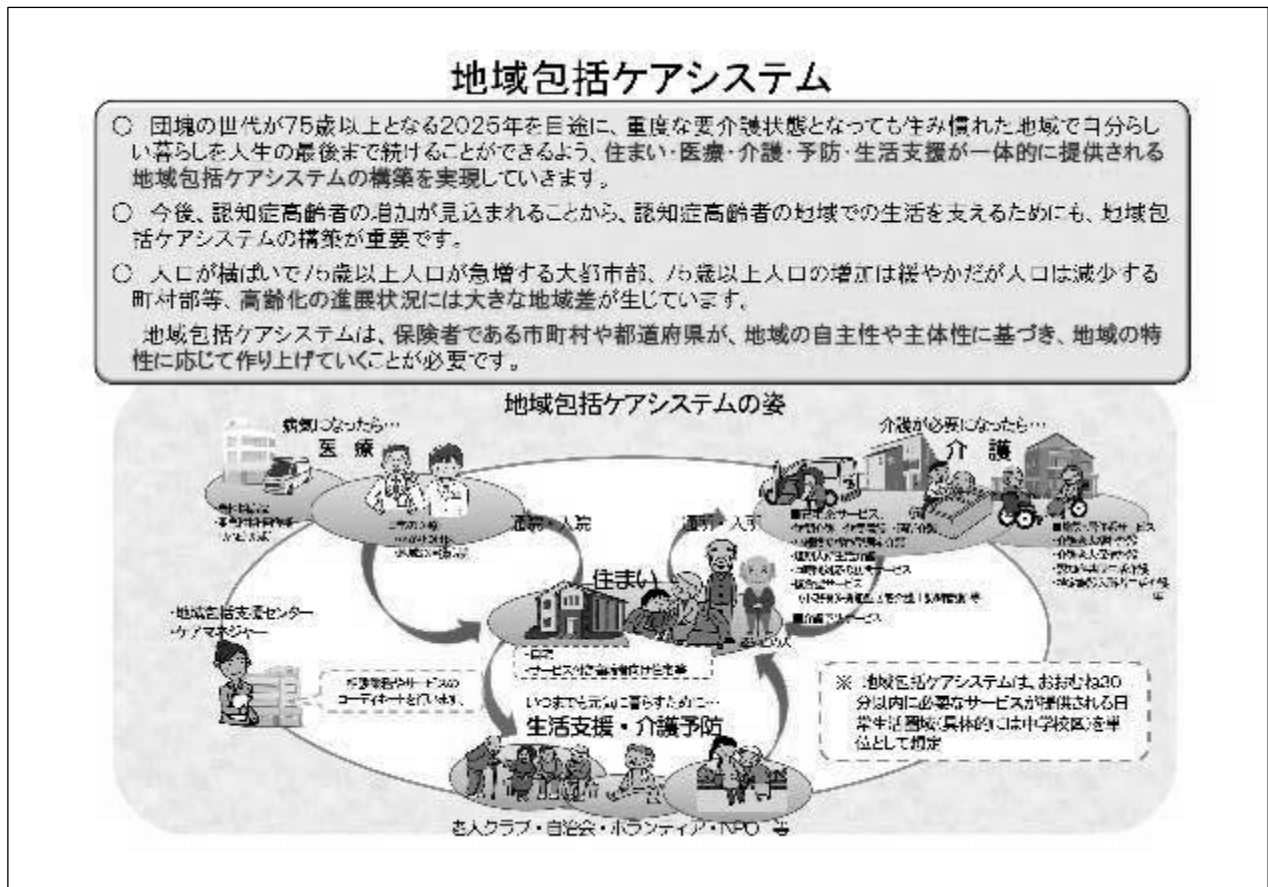 地域包括ケアシステム
○ 団塊の世代が75歳以上となる2025年を目途に、重度な要介護状態となっても住み慣れた地域で自分らし
い暮らしを人生の最後まで続けることができるよう、住まい・医療・介護・予防・生活支援が一体的に提供される
地域包括ケアシステムの構築を実現していきます。
○ 今後、認知症高齢者の増加が見込まれることから、認知症高齢者の地域での生活を支えるためにも、地域包
括ケアシステムの構築が重要です。
○ 人口が横ばいで75歳以上人口が急増する大都市部、75歳以上人口の増加は緩やかだが人口は減少する
町村部等、高齢化の進展状況には大きな地域差が生じています。
地域包括ケアシステムは、保険者である市町村や都道府県が、地域の自主性や主体性に基づき、地域の特
性に応じて作り上げていくことが必要です。
地域包括ケアシステムの姿
病気になったら…
医 療
介護が必要になったら…
介 護
通院・入院
通所・入所
住まい
・地域包括支援センター
・ケアマネジャー
相談業務やサービスの
コーディネートを行います。
・自宅
・サービス付き高齢者向け住宅等
■介護予防サービス
いつまでも元気に暮らすために…
生活支援・介護予防
※ 地域包括ケアシステムは、おおむね30
分以内に必要なサービスが提供される日
常生活圏域(具体的には中学校区)を単
位として想定
老人クラブ・自治会・ボランティア・NPO 等